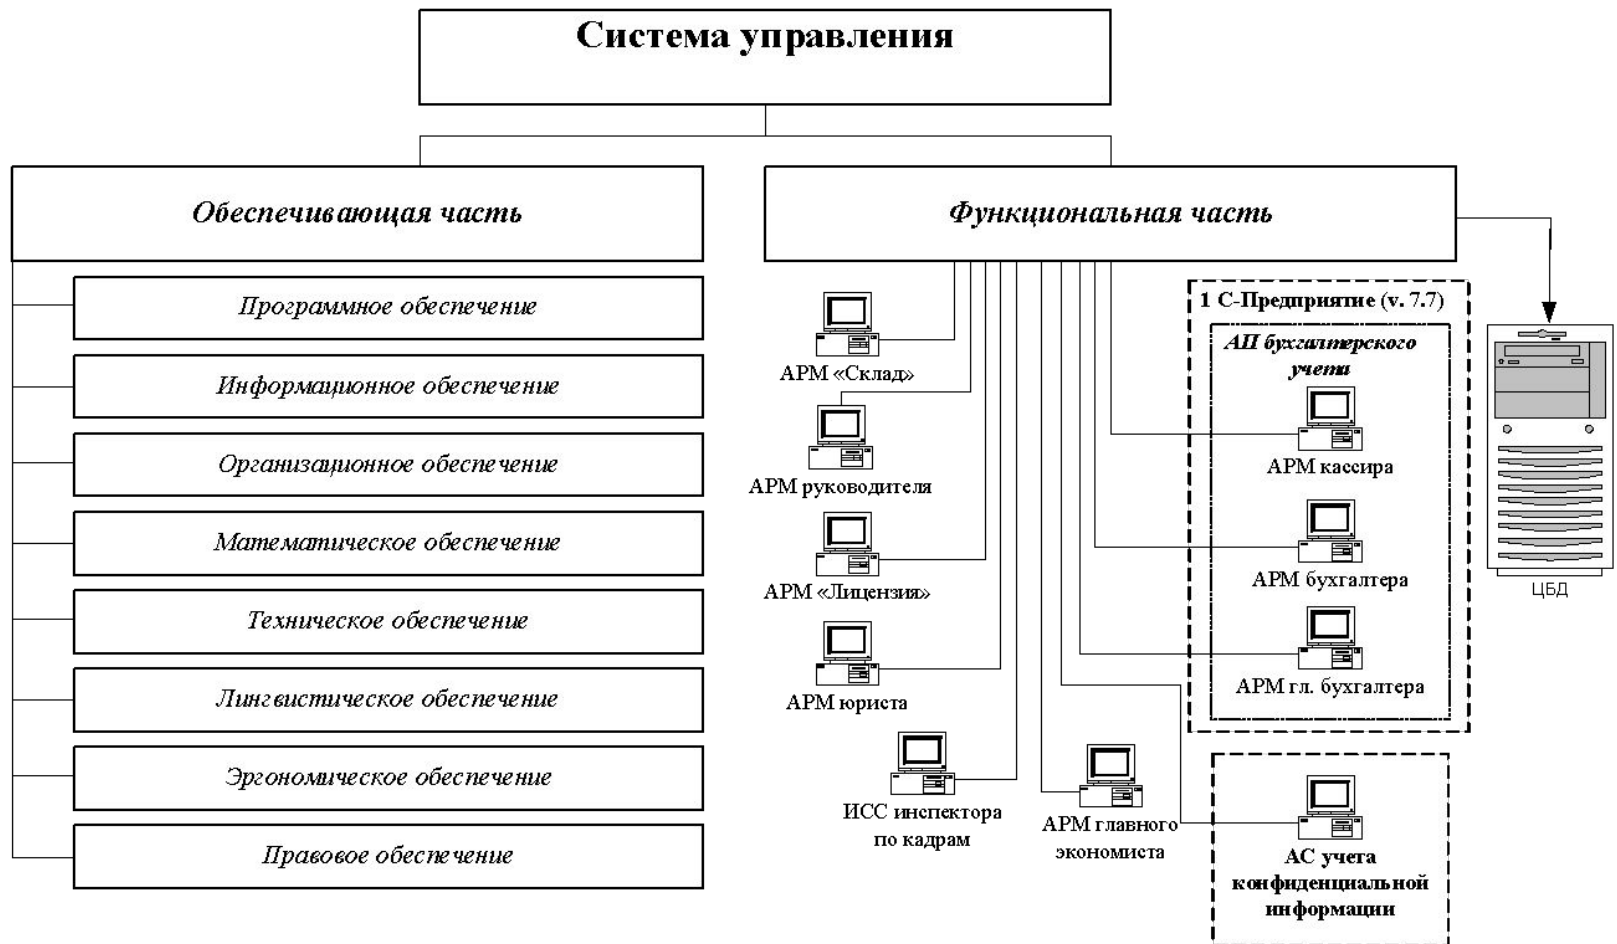 Система управления
Обеспечивающая часть
Функциональная часть
Программное обеспечение
Информационное обеспечение
Организационное обеспечение
Математическое обеспечение
Техническое обеспечение
Лингвистическое обеспечение
Эргономическое обеспечение
Правовое обеспечение
АРМ «Склад»
АРМ руководителя
АРМ «Лицензия»
АРМ юриста
ИСС инспектора
по кадрам
АРМ главного
экономиста
1 С-Предприятие (v. 7.7)
АП бухгалтерского
учета
АРМ кассира
АРМ бухгалтера
АРМ гл. бухгалтера
АС учета
конфиденциальной
информации
ЦБД